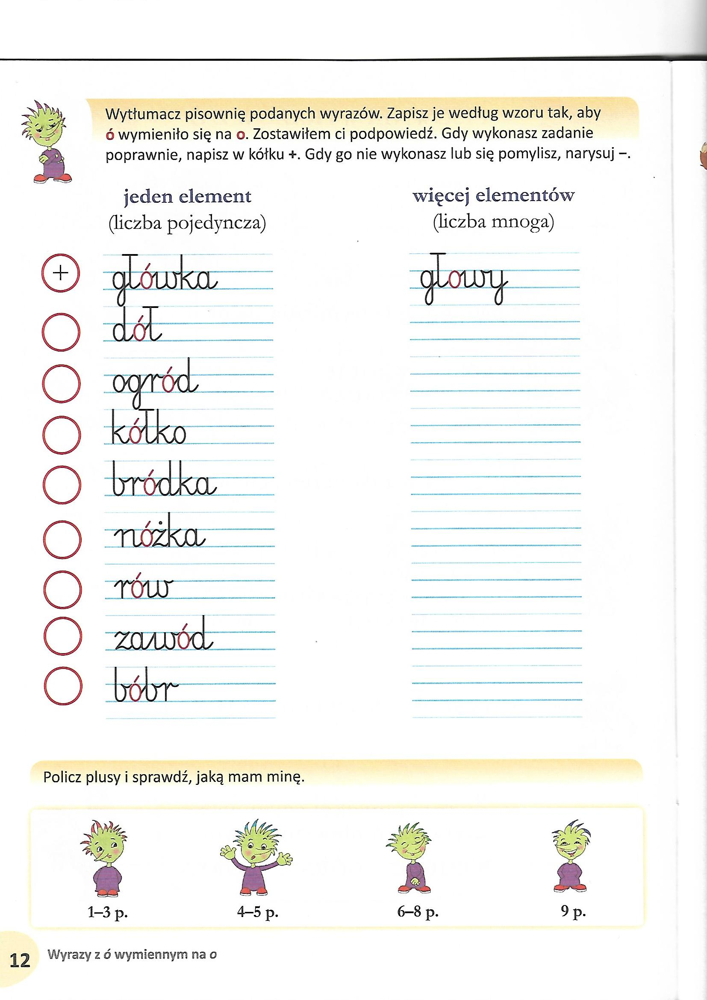 Wytłumacz pisownię podanych wyrazów. Zapisz je według wzoru tak, aby
ó wymieniło się na o. Zostawiłem ci podpowiedź. Gdy wykonasz zadanie
poprawnie, napisz w kółku +. Gdy go nie wykonasz lub się pomylisz, narysuj –.
jeden element więcej elementów
(liczba pojedyncza) (liczba mnoga)
+ główka głowy
dół
ogród
kółko
bródka
nóżka
rów
zawód
bóbr
Policz plusy i sprawdź, jaką mam minę.
1–3 p. 4–5 p. 6–8 p. 9 p.
12 Wyrazy z ó wymiennym na o